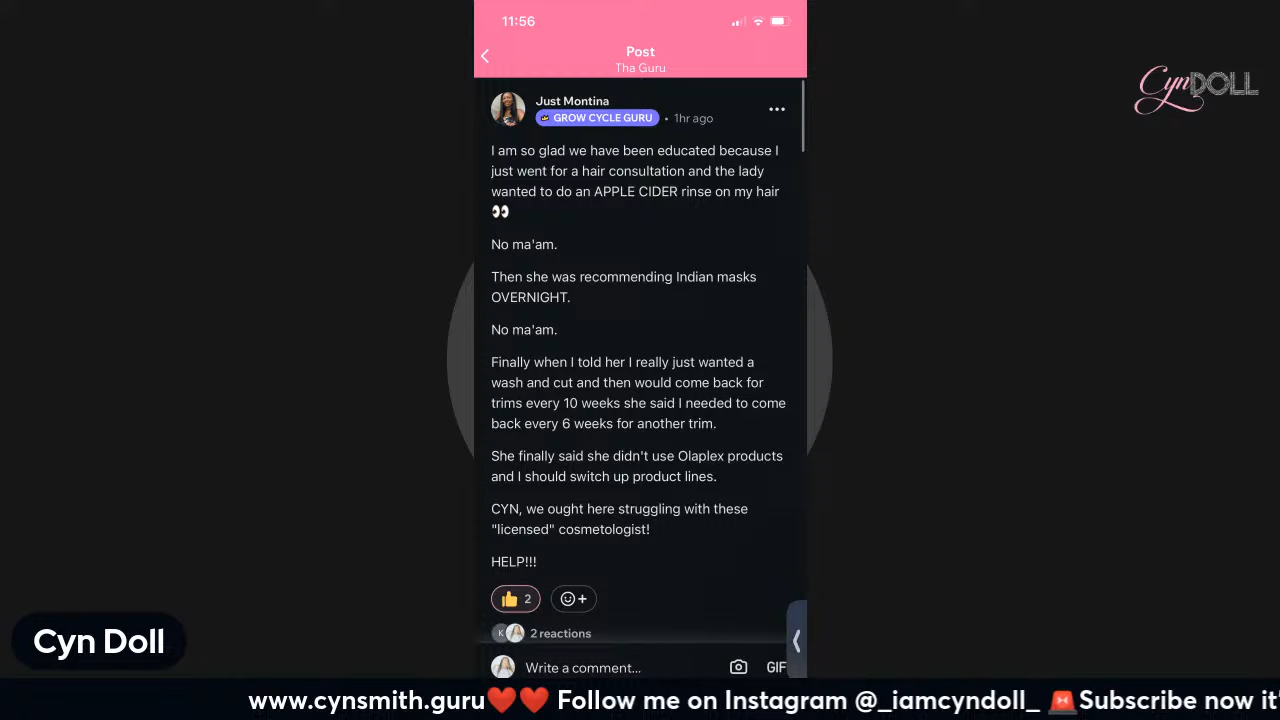 11:56
Post
Tha Guru
CynDOLL
Just Montina
GROW CYCLE GURU • 1hr ago
I am so glad we have been educated because I
just went for a hair consultation and the lady
wanted to do an APPLE CIDER rinse on my hair
👀
No ma'am.
Then she was recommending Indian masks
OVERNIGHT.
No ma'am.
Finally when I told her I really just wanted a
wash and cut and then would come back for
trims every 10 weeks she said I needed to come
back every 6 weeks for another trim.
She finally said she didn't use Olaplex products
and I should switch up product lines.
CYN, we ought here struggling with these
"licensed" cosmetologist!
HELP!!!
👍 2
K 2 reactions
Write a comment... GIF
Cyn Doll
www.cynsmith.guru❤️❤️ Follow me on Instagram @_iamcyndoll_ 🚨Subscribe now it'